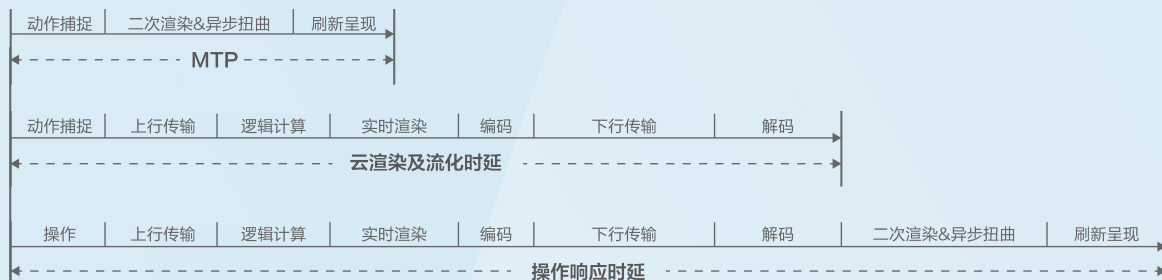 动作捕捉 二次渲染&异步扭曲 刷新呈现
MTP
动作捕捉 上行传输 逻辑计算 实时渲染 编码 下行传输 解码
云渲染及流化时延
操作 上行传输 逻辑计算 实时渲染 编码 下行传输 解码 二次渲染&异步扭曲 刷新呈现
操作响应时延